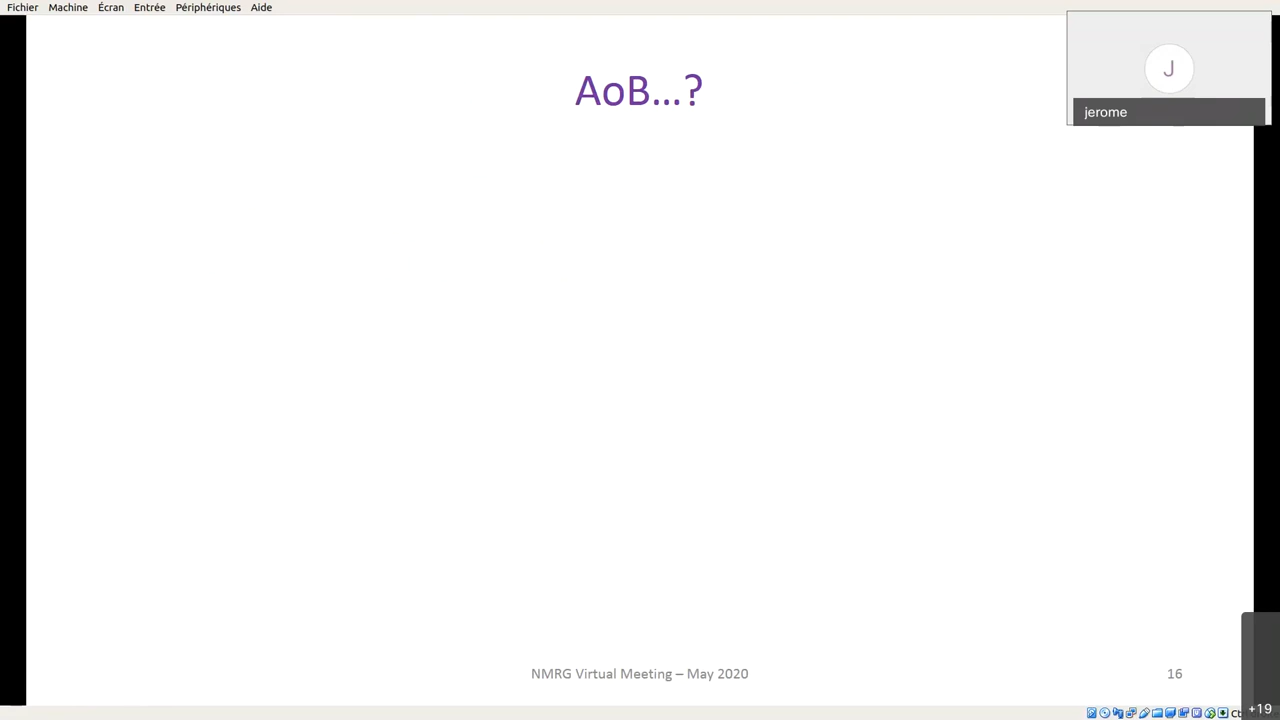 Fichier Machine Écran Entrée Périphériques Aide
AoB...?
J
jerome
NMRG Virtual Meeting – May 2020
16
+19